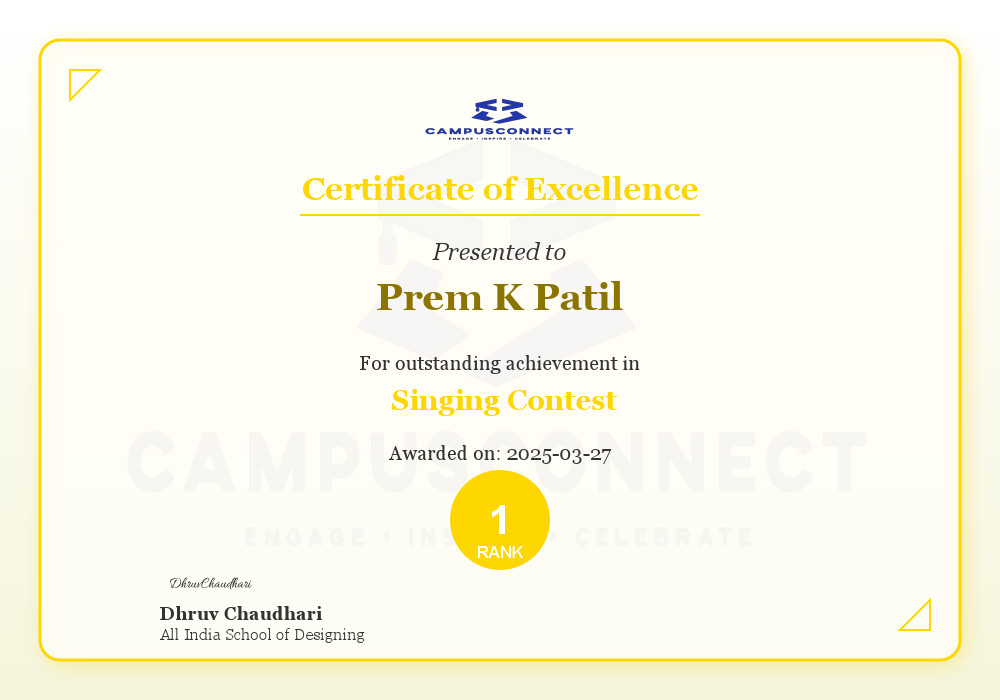 CAMPUSCONNECT
ENGAGE • INSPIRE • CELEBRATE
Certificate of Excellence
Presented to
Prem K Patil
For outstanding achievement in
Singing Contest
CAMPUSCONNECT
Awarded on: 2025-03-27
1
RANK
ENGAGE • INS • CELEBRATE
DhruvChaudhari
Dhruv Chaudhari
All India School of Designing